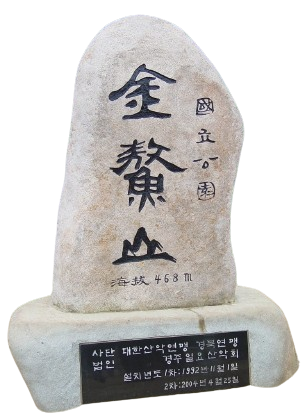 國立公園
金鰲山
海拔 468m
사단 대한산악연맹 경북연맹
법인 경주일요산악회
설치년도 1차: 1992년 11월 1일
2차: 2004년 4월 25일